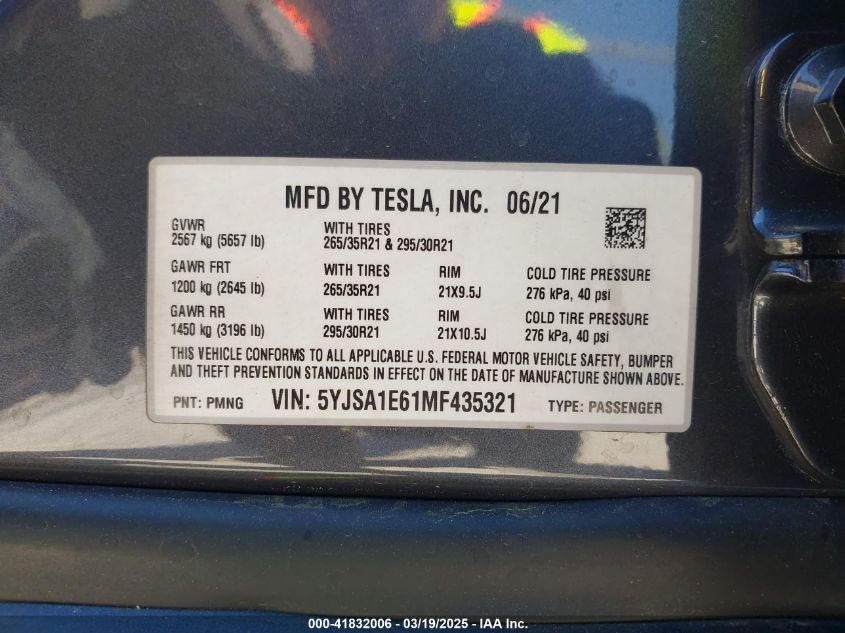 MFD BY TESLA, INC. 06/21
GVWR
2567 kg (5657 lb)
WITH TIRES
265/35R21 & 295/30R21
GAWR FRT
1200 kg (2645 lb)
WITH TIRES
265/35R21
RIM
21X9.5J
COLD TIRE PRESSURE
276 kPa, 40 psi
GAWR RR
1450 kg (3196 lb)
WITH TIRES
295/30R21
RIM
21X10.5J
COLD TIRE PRESSURE
276 kPa, 40 psi
THIS VEHICLE CONFORMS TO ALL APPLICABLE U.S. FEDERAL MOTOR VEHICLE SAFETY, BUMPER
AND THEFT PREVENTION STANDARDS IN EFFECT ON THE DATE OF MANUFACTURE SHOWN ABOVE.
PNT: PMNG VIN: 5YJSA1E61MF435321 TYPE: PASSENGER
000-41832006 - 03/19/2025 - IAA Inc.